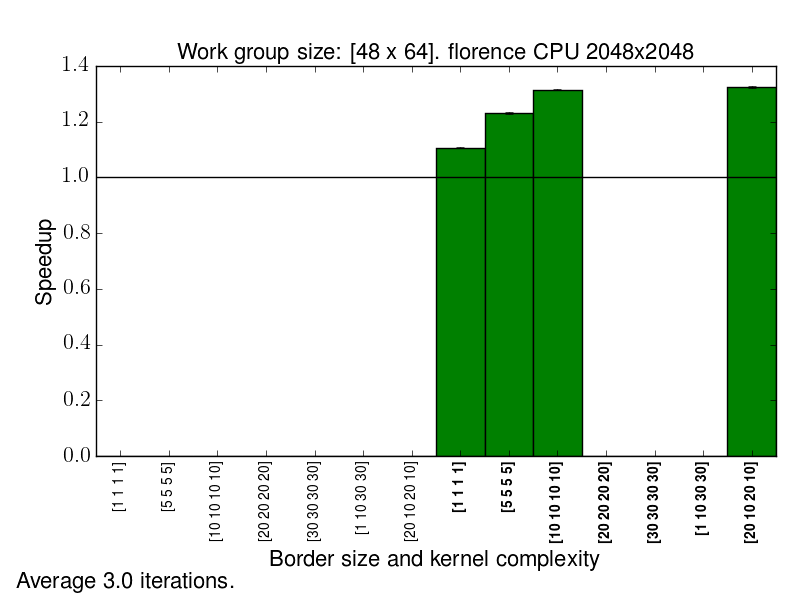 Work group size: [48 x 64]. florence CPU 2048x2048
1.4
1.2
1.0
0.8
0.6
0.4
0.2
0.0
Speedup
[1 1 1 1]
[5 5 5 5]
[10 10 10 10]
[20 20 20 20]
[30 30 30 30]
[1 10 30 30]
[20 10 20 10]
[1 1 1 1]
[5 5 5 5]
[10 10 10 10]
[20 20 20 20]
[30 30 30 30]
[1 10 30 30]
[20 10 20 10]
Border size and kernel complexity
Average 3.0 iterations.